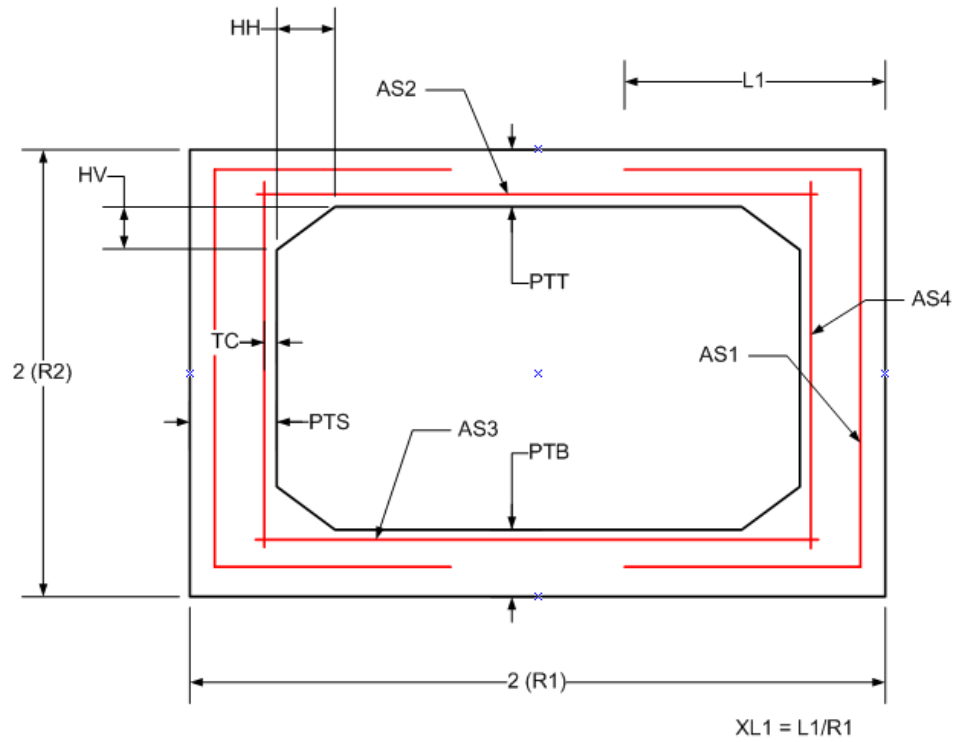 HH
L1
AS2
HV
PTT
AS4
TC
AS1
2 (R2)
PTS
AS3
PTB
2 (R1)
XL1 = L1/R1